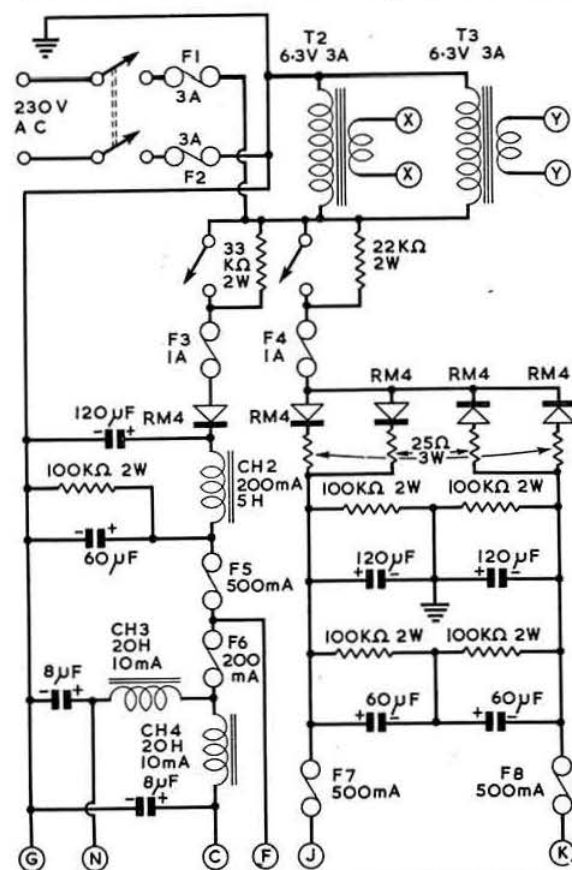 T2
6·3V 3A
T3
6·3V 3A
F1
3A
230V
AC
3A
F2
X
X
Y
Y
33
KΩ
2W
22KΩ
2W
F3
1A
F4
1A
RM4
RM4
RM4
RM4
RM4
120µF
- +
25Ω
3W
100KΩ 2W
CH2
200mA
5H
100KΩ 2W
100KΩ 2W
- +
60µF
120µF
+ -
120µF
+ -
F5
500mA
CH3
20H
10mA
F6
200
mA
100KΩ 2W
100KΩ 2W
8µF
- +
60µF
+ -
60µF
+ -
CH4
20H
10mA
8µF
- +
F7
500mA
F8
500mA
G
N
C
F
J
K